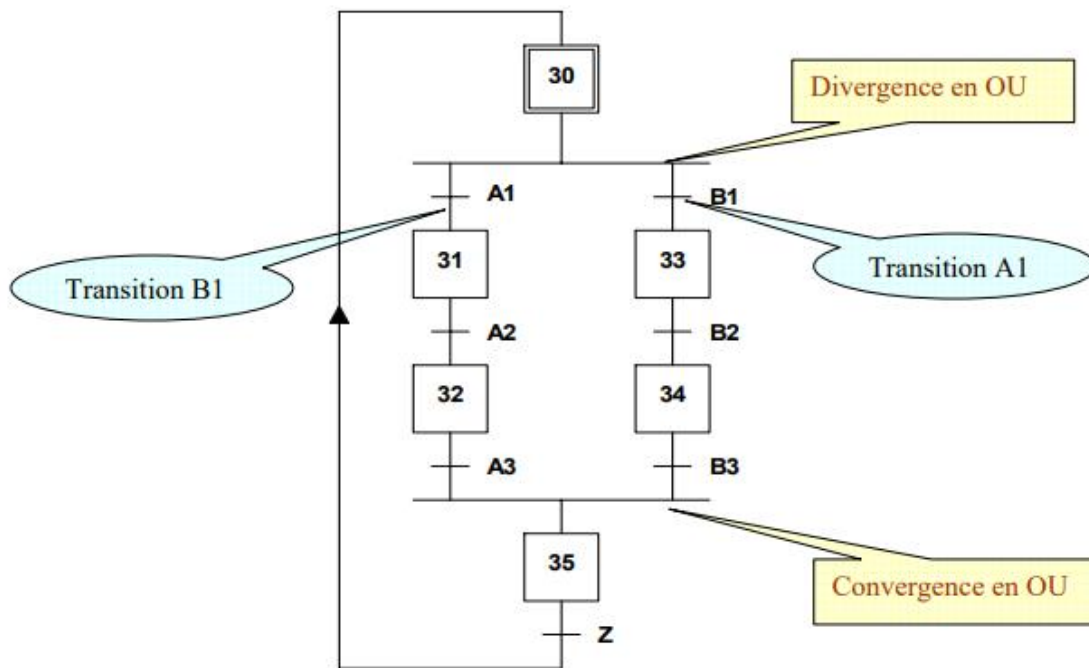 30
Divergence en OU
A1
B1
31
33
Transition B1
Transition A1
A2
B2
32
34
A3
B3
35
Convergence en OU
Z